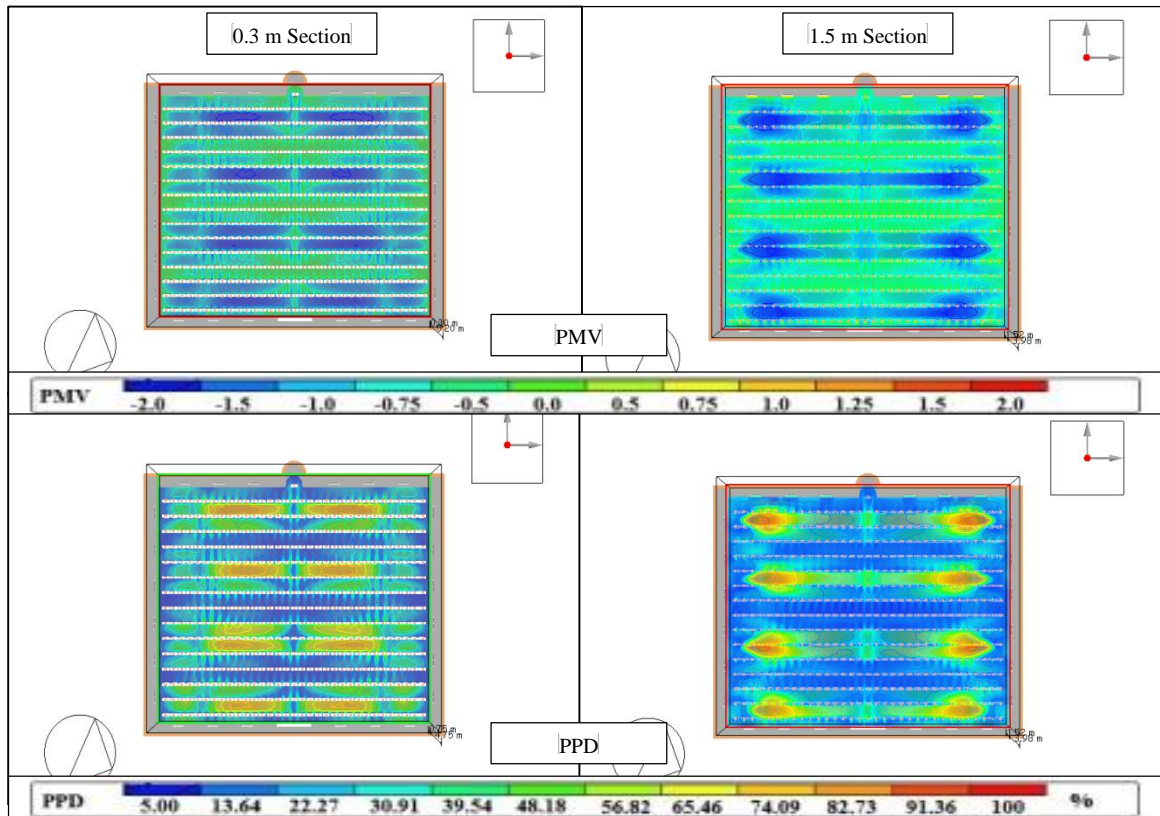 0.3 m Section
1.5 m Section
PMV
PMV -2.0 -1.5 -1.0 -0.75 -0.5 0.0 0.5 0.75 1.0 1.25 1.5 2.0
PPD
PPD 5.00 13.64 22.27 30.91 39.54 48.18 56.82 65.46 74.09 82.73 91.36 100 %